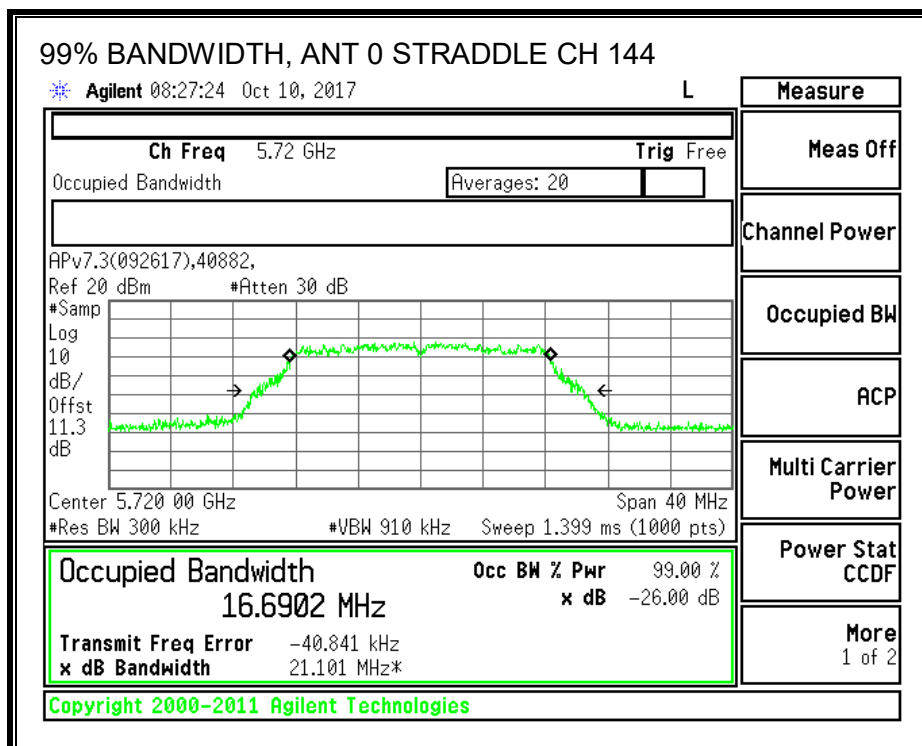 99% BANDWIDTH, ANT 0 STRADDLE CH 144
Agilent 08:27:24 Oct 10, 2017 L
Measure
Ch Freq 5.72 GHz Trig Free
Occupied Bandwidth Averages: 20
APv7.3(092617),40882,
Ref 20 dBm #Atten 30 dB
#Samp
Log
10
dB/
Offst
11.3
dB
Center 5.720 00 GHz Span 40 MHz
#Res BW 300 kHz #VBW 910 kHz Sweep 1.399 ms (1000 pts)
Occupied Bandwidth Occ BW % Pwr 99.00 %
16.6902 MHz x dB -26.00 dB
Transmit Freq Error -40.841 kHz
x dB Bandwidth 21.101 MHz*
Meas Off
Channel Power
Occupied BW
ACP
Multi Carrier
Power
Power Stat
CCDF
More
1 of 2
Copyright 2000-2011 Agilent Technologies